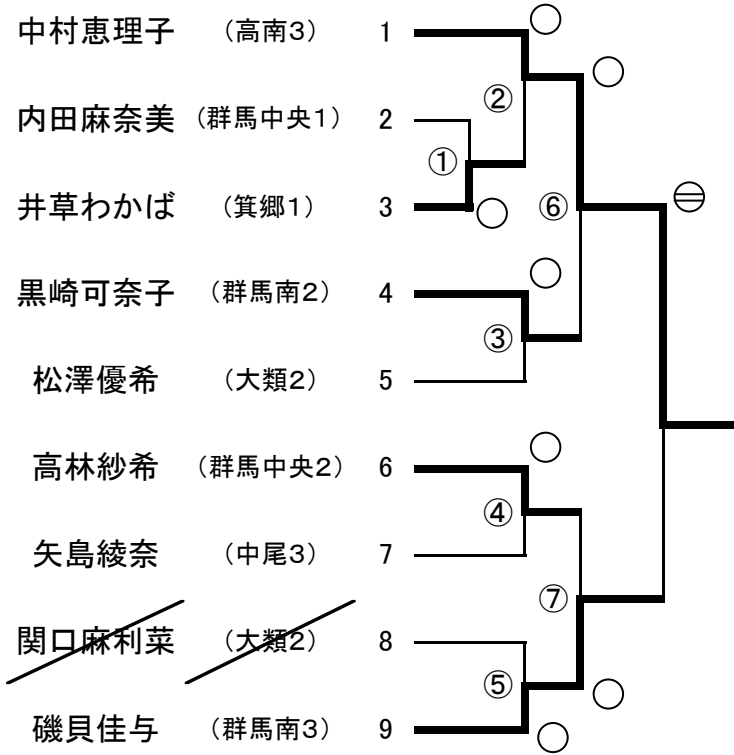 中村恵理子 （高南3） 1
②
内田麻奈美 （群馬中央1） 2
①
井草わかば （箕郷1） 3
⑥
黒崎可奈子 （群馬南2） 4
③
松澤優希 （大類2） 5
高林紗希 （群馬中央2） 6
④
矢島綾奈 （中尾3） 7
⑦
関口麻利菜 （大類2） 8
⑤
磯貝佳与 （群馬南3） 9